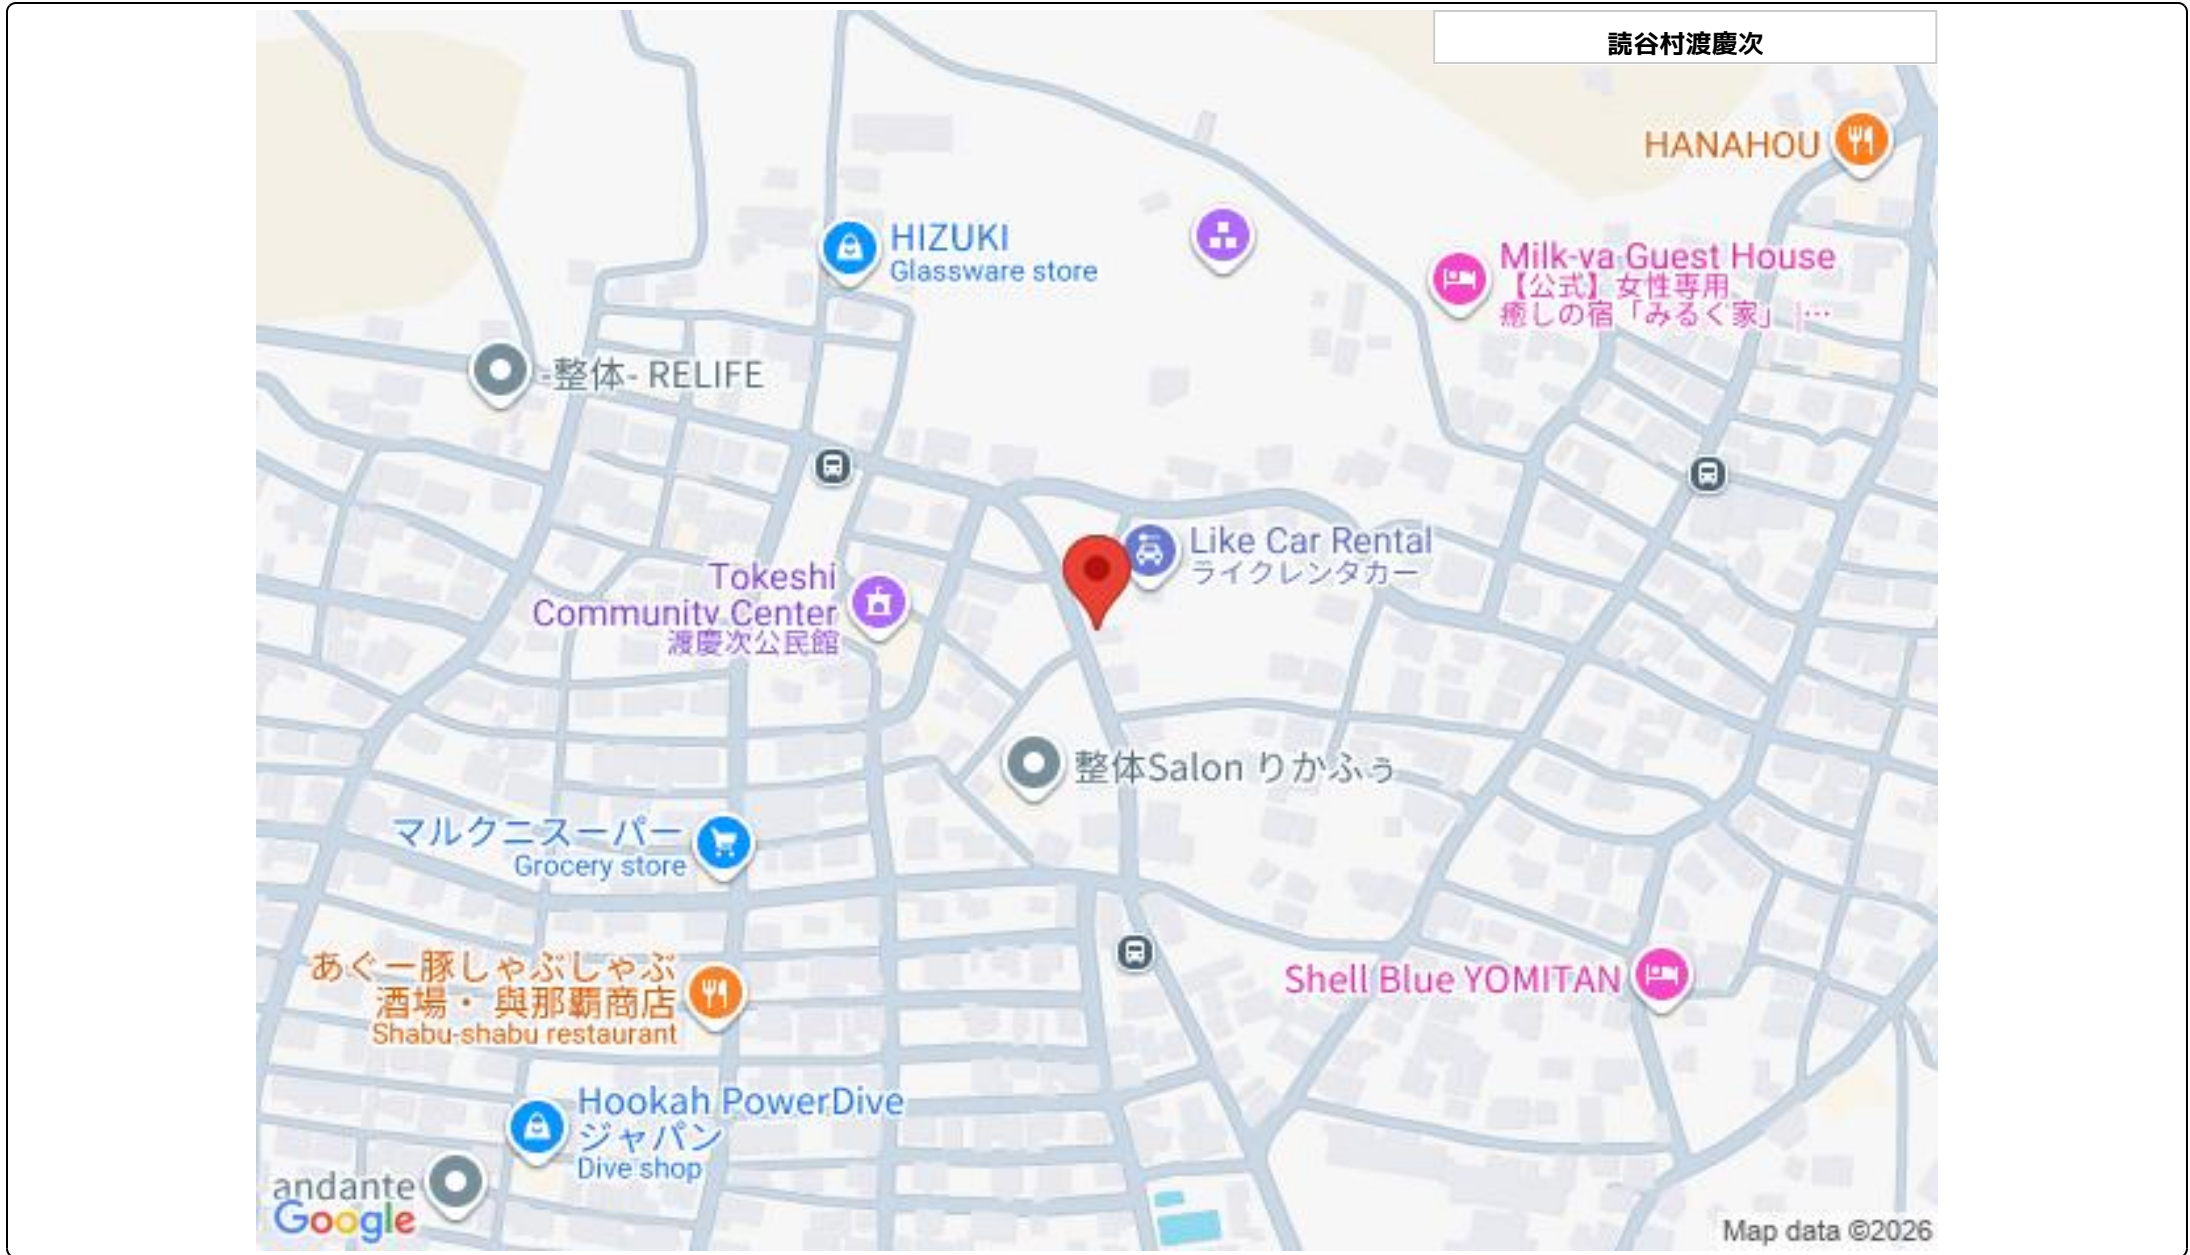 読谷村渡慶次
HANAHOU
HIZUKI
Glassware store
Milk-va Guest House
【公式】女性専用
癒しの宿「みるく家」 |…
-整体- RELIFE
Like Car Rental
ライクレンタカー
Tokeshi
Community Center
渡慶次公民館
整体Salon りかふぅ
マルクニスーパー
Grocery store
あぐー豚しゃぶしゃぶ
酒場・ 與那覇商店
Shabu-shabu restaurant
Shell Blue YOMITAN
Hookah PowerDive
ジャパン
Dive shop
andante
Google
Map data ©2026